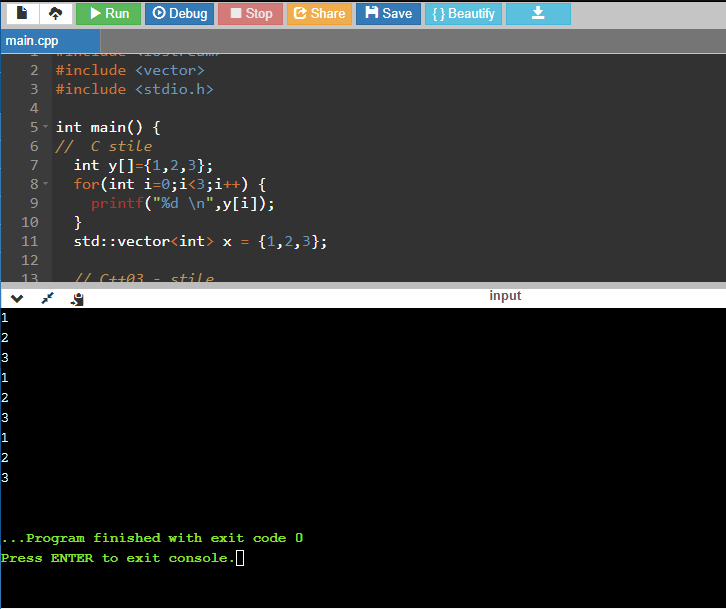 Run Debug Stop Share Save { } Beautify
main.cpp
1 #include <iostream>
2 #include <vector>
3 #include <stdio.h>
4
5 int main() {
6 //  C stile
7   int y[]={1,2,3};
8   for(int i=0;i<3;i++) {
9     printf("%d \n",y[i]);
10   }
11   std::vector<int> x = {1,2,3};
12
13   // C++03 - stile
input
1
2
3
1
2
3
1
2
3
...Program finished with exit code 0
Press ENTER to exit console.